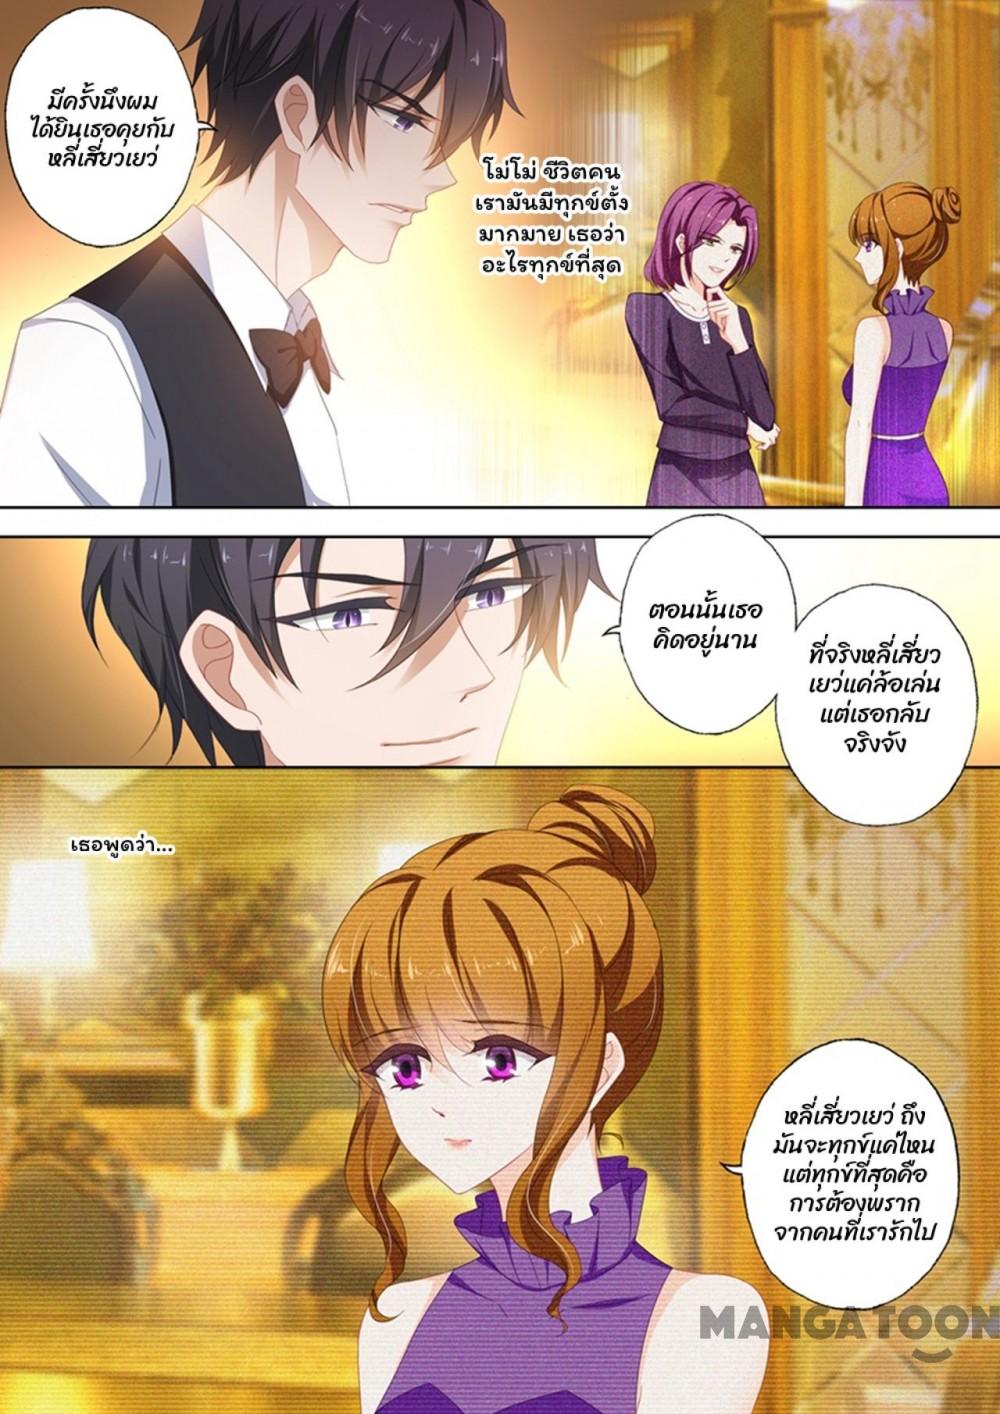 มีครั้งนึงผม
ได้ยินเธอคุยกับ
หลี่เสี่ยวเยว่
โม่โม่ ชีวิตคน
เรามันมีทุกข์ตั้ง
มากมาย เธอว่า
อะไรทุกข์ที่สุด
ตอนนั้นเธอ
คิดอยู่นาน
ที่จริงหลี่เสี่ยว
เยว่แค่ล้อเล่น
แต่เธอกลับ
จริงจัง
เธอพูดว่า...
หลี่เสี่ยวเยว่ ถึง
มันจะทุกข์แค่ไหน
แต่ทุกข์ที่สุดคือ
การต้องพราก
จากคนที่เรารักไป
MANGATOON